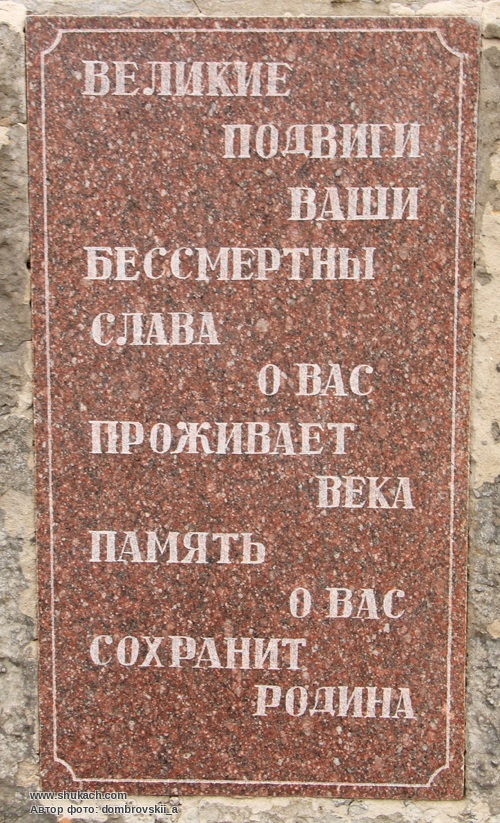 ВЕЛИКИЕ
ПОДВИГИ
ВАШИ
БЕССМЕРТНЫ
СЛАВА
О ВАС
ПРОЖИВАЕТ
ВЕКА
ПАМЯТЬ
О ВАС
СОХРАНИТ
РОДИНА
www.shukach.com
Автор фото: dombrovskii_a